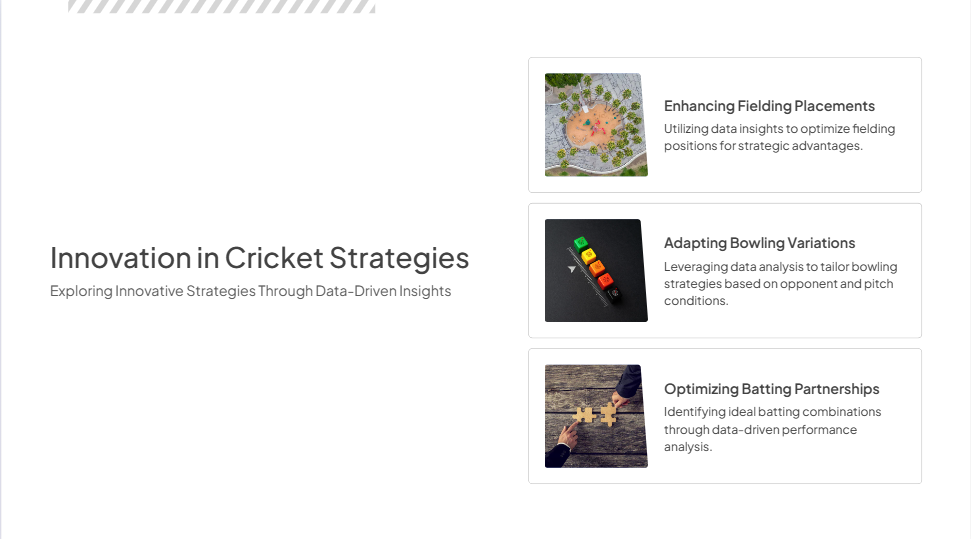 Innovation in Cricket Strategies
Exploring Innovative Strategies Through Data-Driven Insights
Enhancing Fielding Placements
Utilizing data insights to optimize fielding
positions for strategic advantages.
Adapting Bowling Variations
Leveraging data analysis to tailor bowling
strategies based on opponent and pitch
conditions.
Optimizing Batting Partnerships
Identifying ideal batting combinations
through data-driven performance
analysis.